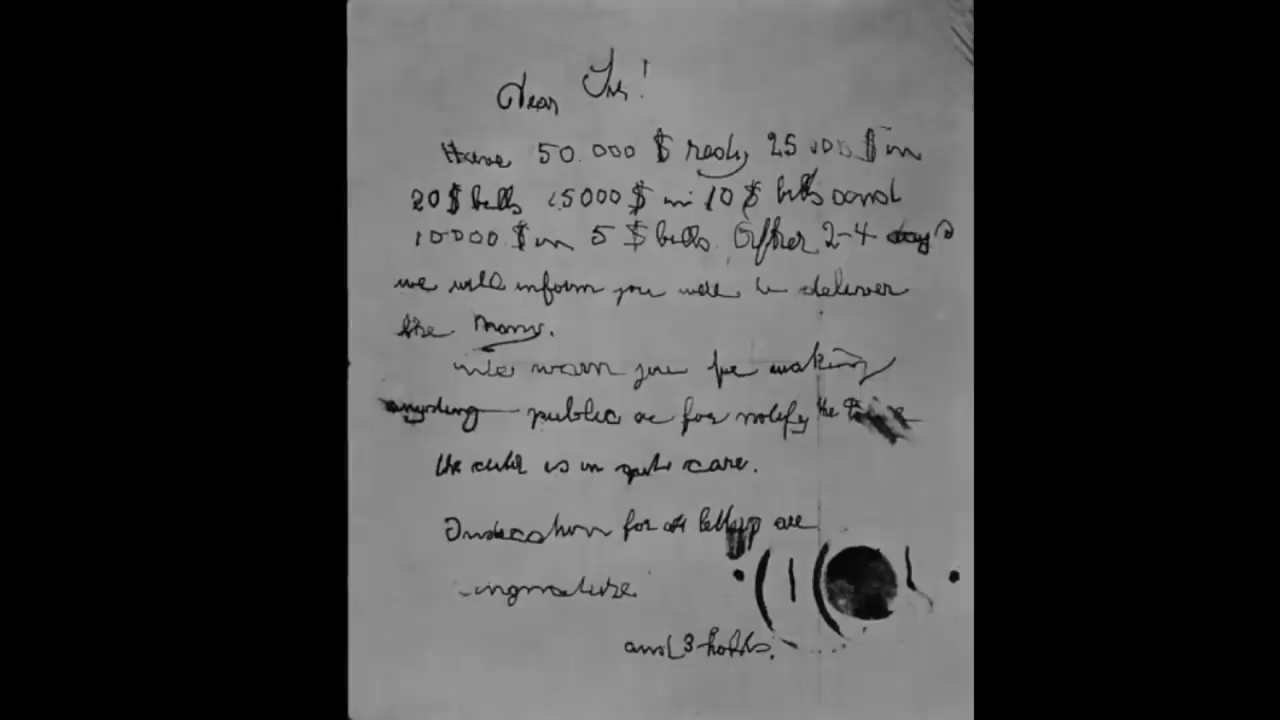 Dear Sir!
Have 50.000 $ redy 25 000 $ in
20 $ bills 15000 $ in 10 $ bills and
10000 $ in 5 $ bills. After 2-4 days
we will inform you were to deliver
the Mony.
We warn you for making
anyding public or for notify the
the child is in gute care.
Indication for all letters are
singnature
and 3 holds.